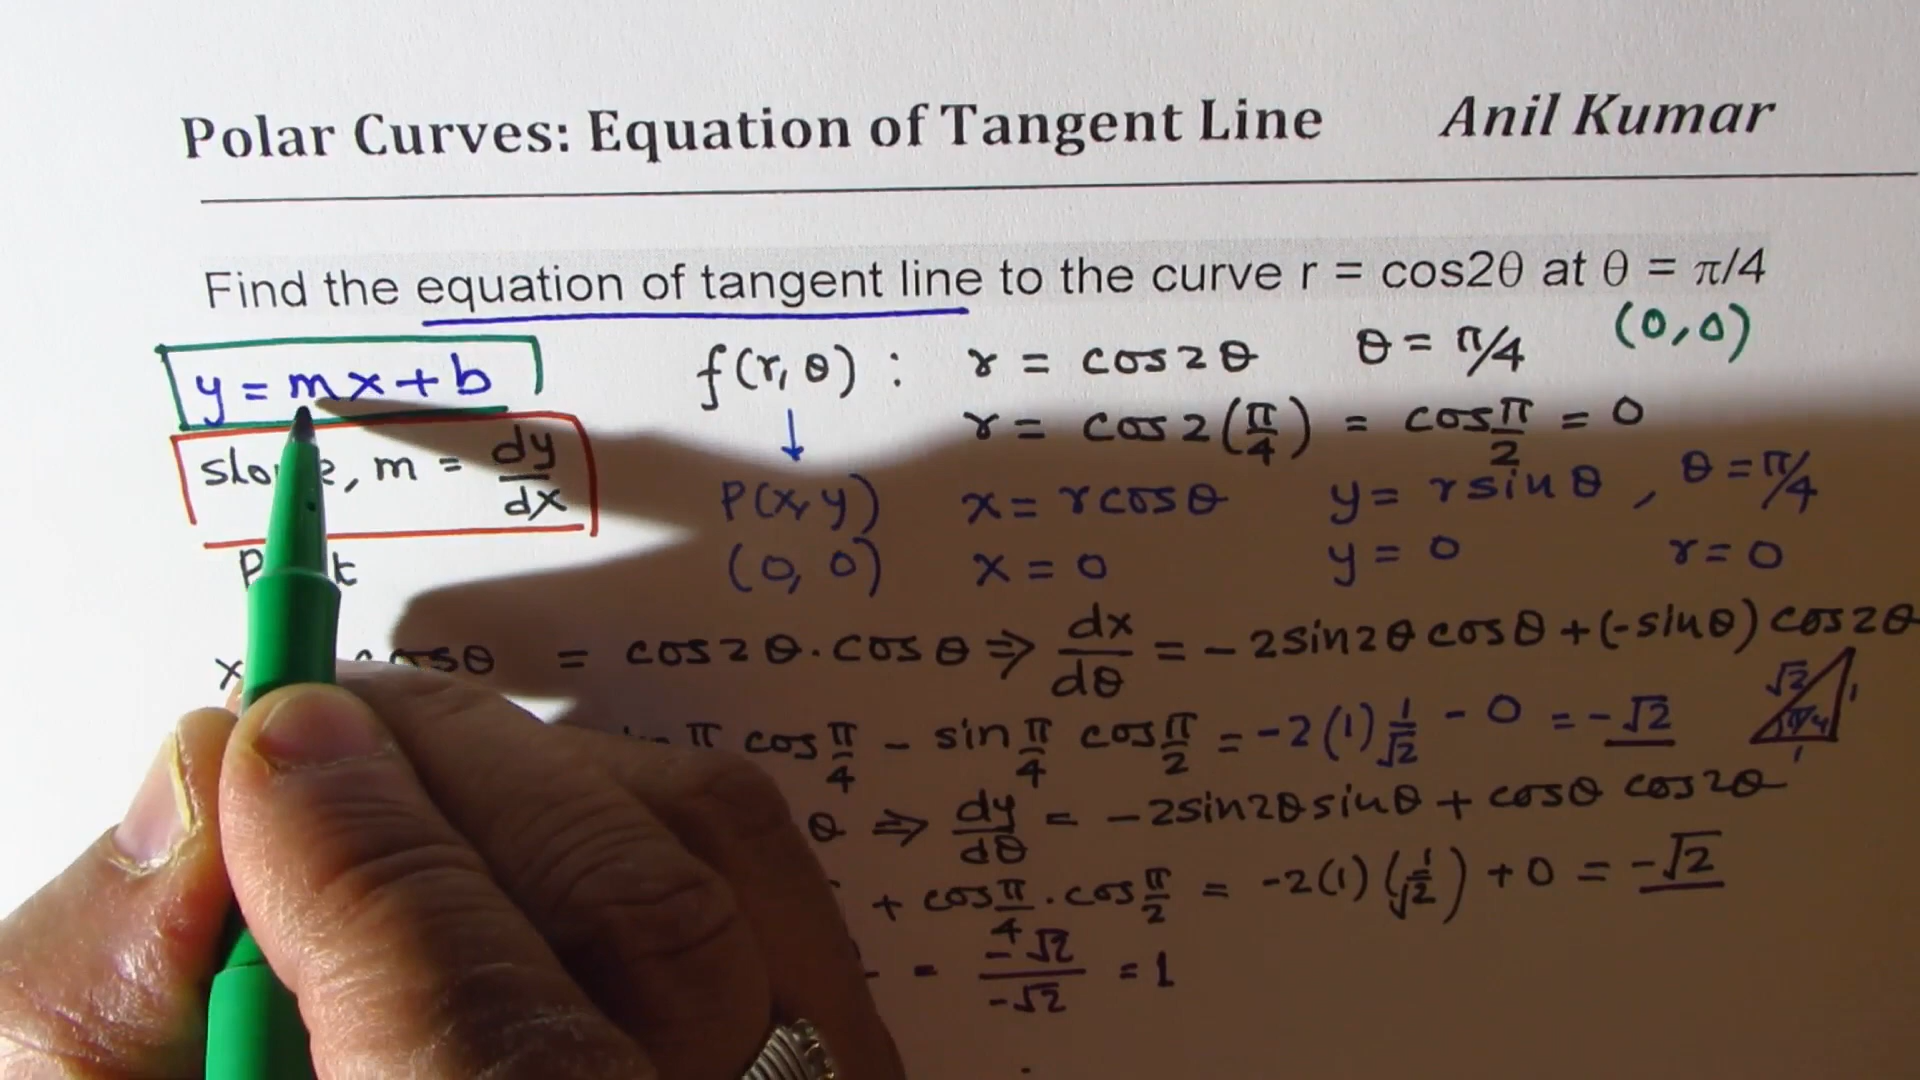 Polar Curves: Equation of Tangent Line Anil Kumar
Find the equation of tangent line to the curve r = cos2θ at θ = π/4
(0,0)
y = mx + b f(r, θ) : r = cos2θ θ = π/4
r = cos 2(π/4) = cos π/2 = 0
, m = dy/dx P(x, y) x = r cosθ y = r sinθ , θ = π/4
(0, 0) x = 0 y = 0 r = 0
x = cos2θ · cosθ ⇒ dx/dθ = -2sin2θ cosθ + (-sinθ) cos2θ
cos π/4 - sin π/4 cos π/2 = -2(1) 1/√2 - 0 = -√2 √2 π/4 1 1
θ ⇒ dy/dθ = -2sin2θ sinθ + cosθ cos2θ
+ cos π/4 · cos π/2 = -2(1) (1/√2) + 0 = -√2
= -√2/-√2 = 1